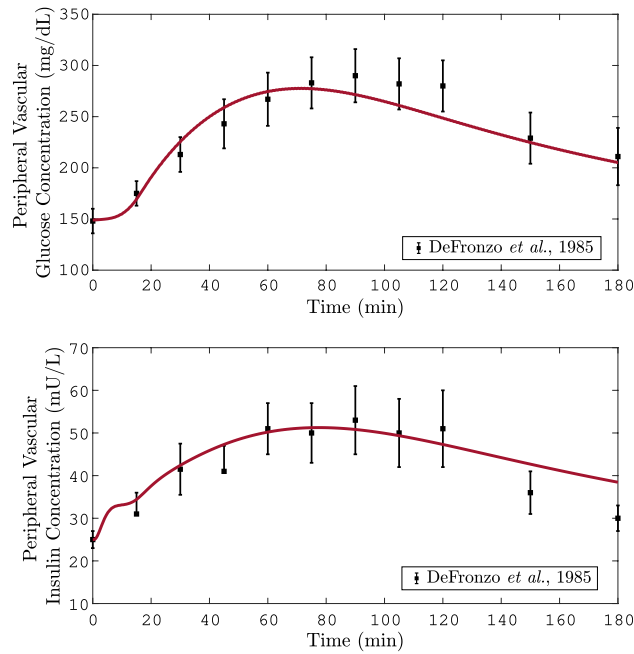 Peripheral Vascular
Glucose Concentration (mg/dL)
350
300
250
200
150
100
DeFronzo et al., 1985
0 20 40 60 80 100 120 140 160 180
Time (min)
Peripheral Vascular
Insulin Concentration (mU/L)
70
60
50
40
30
20
10
DeFronzo et al., 1985
0 20 40 60 80 100 120 140 160 180
Time (min)